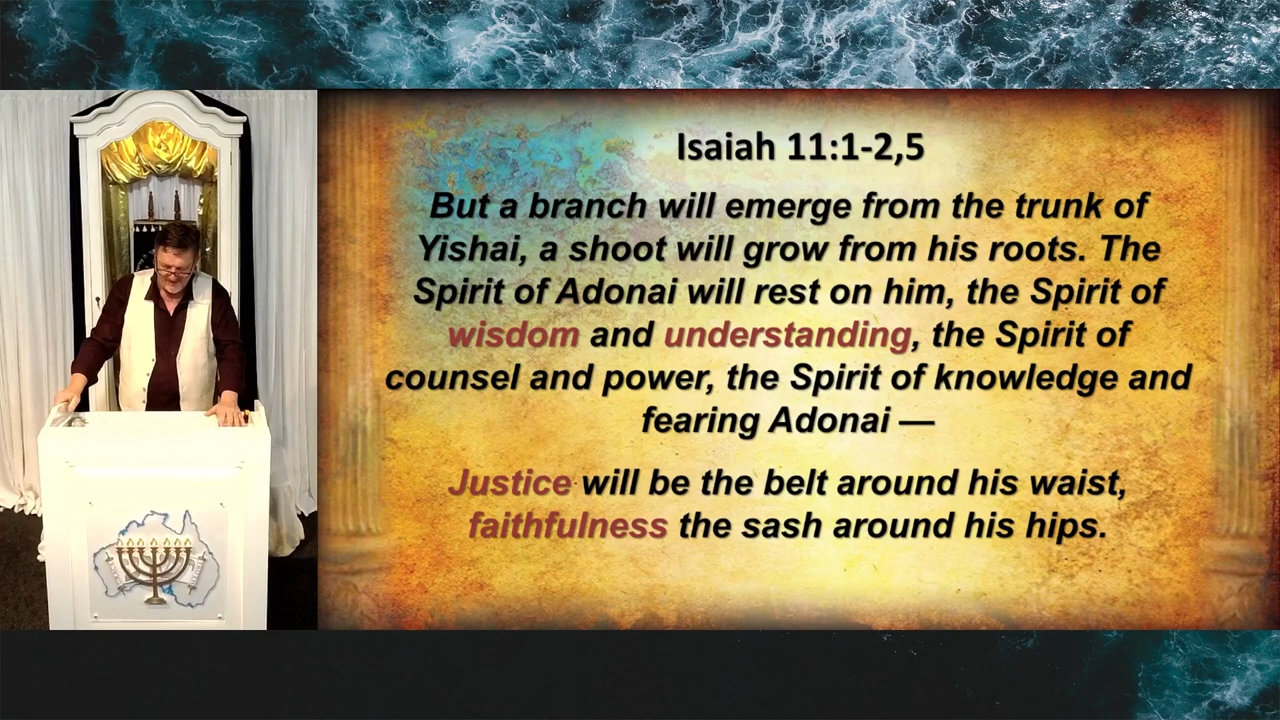 Isaiah 11:1-2,5
But a branch will emerge from the trunk of
Yishai, a shoot will grow from his roots. The
Spirit of Adonai will rest on him, the Spirit of
wisdom and understanding, the Spirit of
counsel and power, the Spirit of knowledge and
fearing Adonai —
Justice will be the belt around his waist,
faithfulness the sash around his hips.